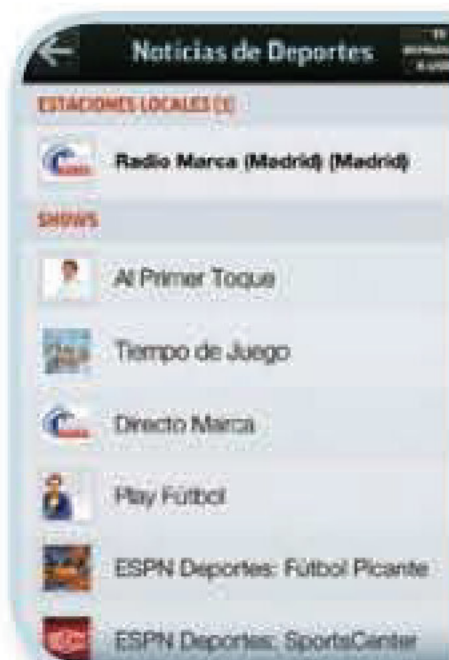 Noticias de Deportes
ESTACIONES LOCALES (1)
Radio Marca (Madrid) (Madrid)
SHOWS
Al Primer Toque
Tiempo de Juego
Directo Marca
Play Fútbol
ESPN Deportes: Fútbol Picante
ESPN Deportes: SportsCenter